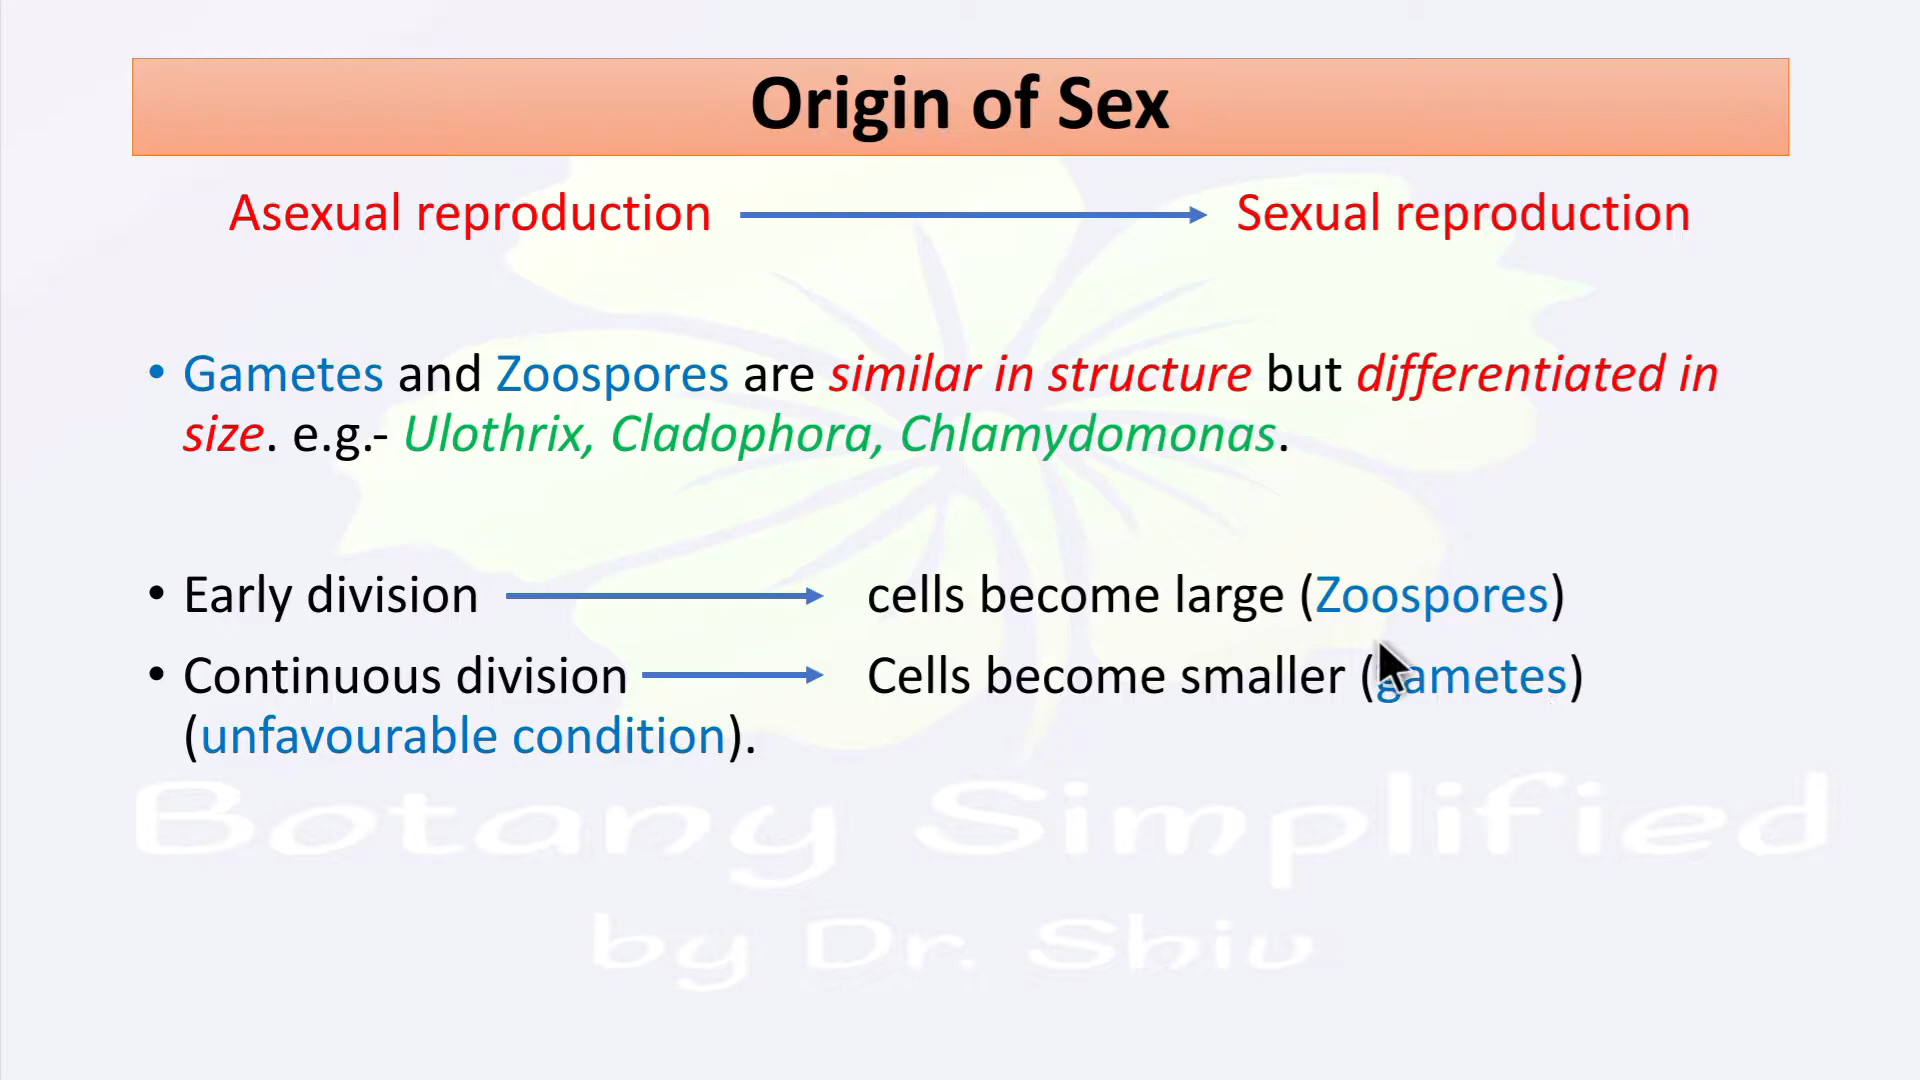 Origin of Sex
Asexual reproduction Sexual reproduction
• Gametes and Zoospores are similar in structure but differentiated in
size. e.g.- Ulothrix, Cladophora, Chlamydomonas.
• Early division cells become large (Zoospores)
• Continuous division Cells become smaller (gametes)
(unfavourable condition).
Botany Simplified
by Dr. Shiv